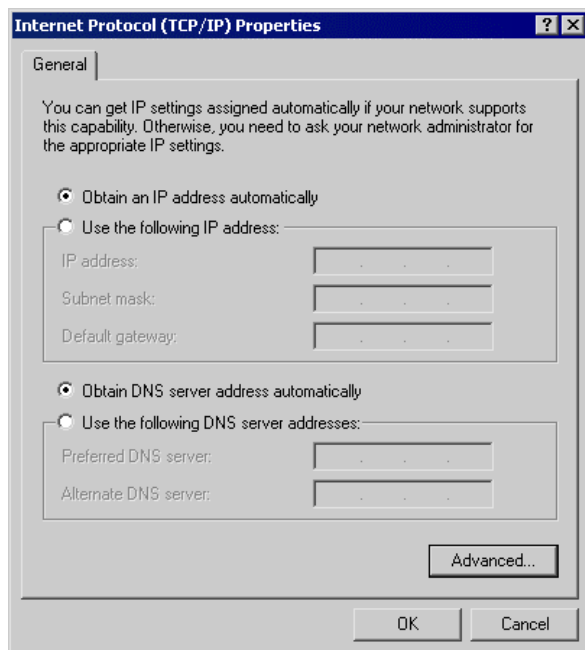 Internet Protocol (TCP/IP) Properties
General
You can get IP settings assigned automatically if your network supports
this capability. Otherwise, you need to ask your network administrator for
the appropriate IP settings.
Obtain an IP address automatically
Use the following IP address:
IP address:
Subnet mask:
Default gateway:
Obtain DNS server address automatically
Use the following DNS server addresses:
Preferred DNS server:
Alternate DNS server:
Advanced...
OK
Cancel